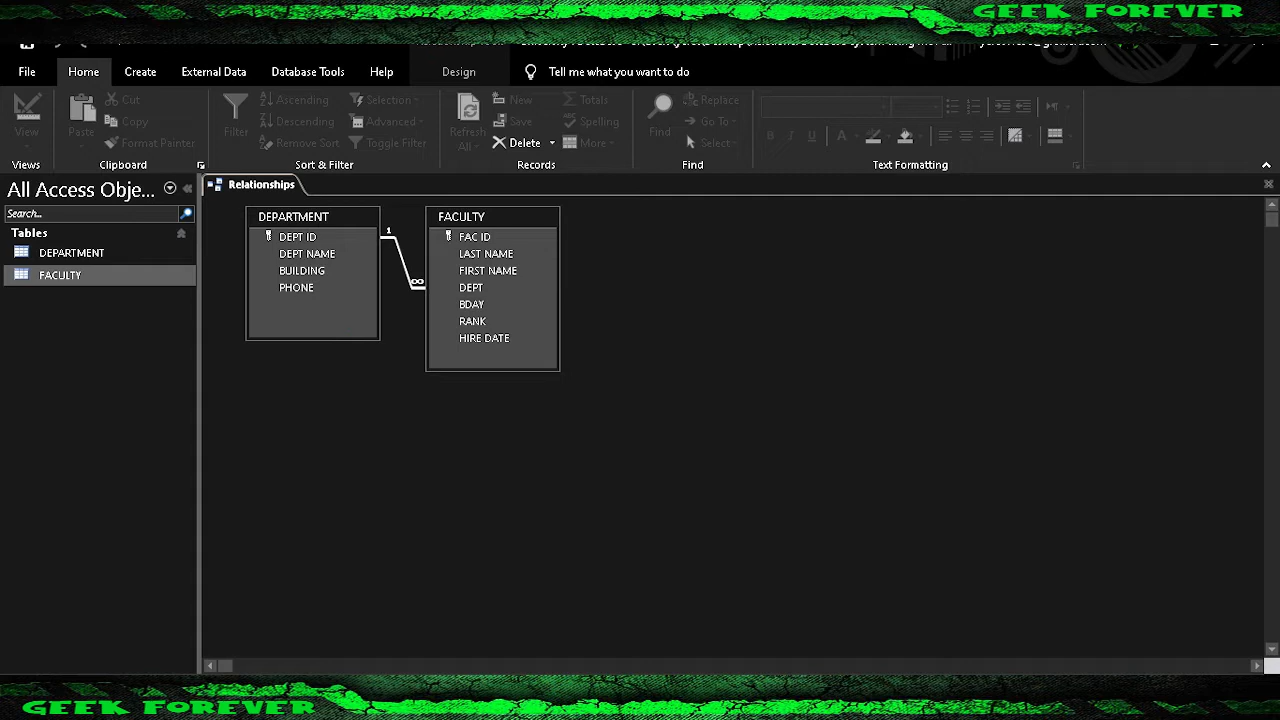 GEEK FOREVER
File Home Create External Data Database Tools Help Design Tell me what you want to do
View
Paste
Cut
Copy
Format Painter
Filter
Ascending
Descending
Remove Sort
Selection
Advanced
Toggle Filter
Refresh All
New
Save
Delete
Totals
Spelling
More
Find
Replace
Go To
Select
B I U A
Views Clipboard Sort & Filter Records Find Text Formatting
All Access Obje...
Search...
Tables
DEPARTMENT
FACULTY
Relationships
DEPARTMENT
DEPT ID
DEPT NAME
BUILDING
PHONE
1
∞
FACULTY
FAC ID
LAST NAME
FIRST NAME
DEPT
BDAY
RANK
HIRE DATE
GEEK FOREVER